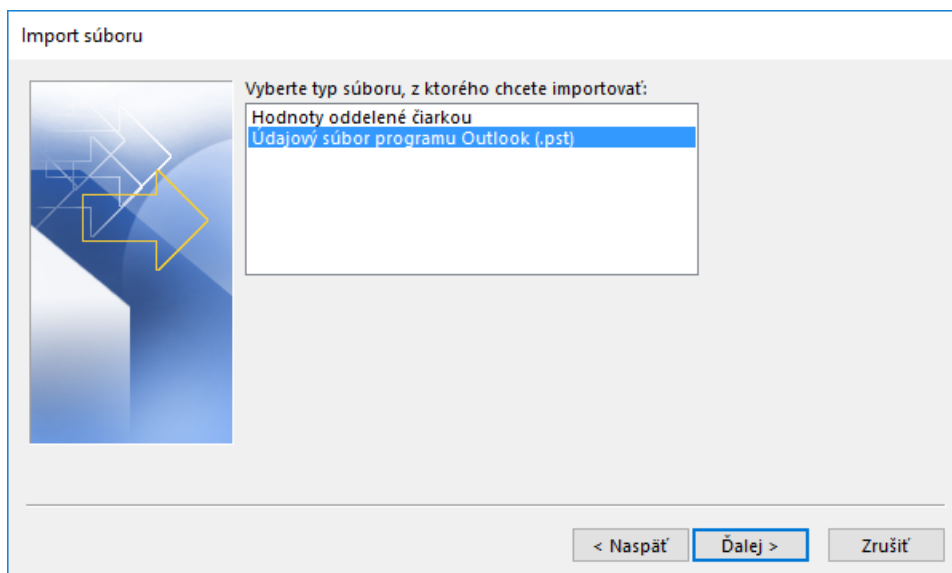 Import súboru
Vyberte typ súboru, z ktorého chcete importovať:
Hodnoty oddelené čiarkou
Údajový súbor programu Outlook (.pst)
< Naspäť
Ďalej >
Zrušiť